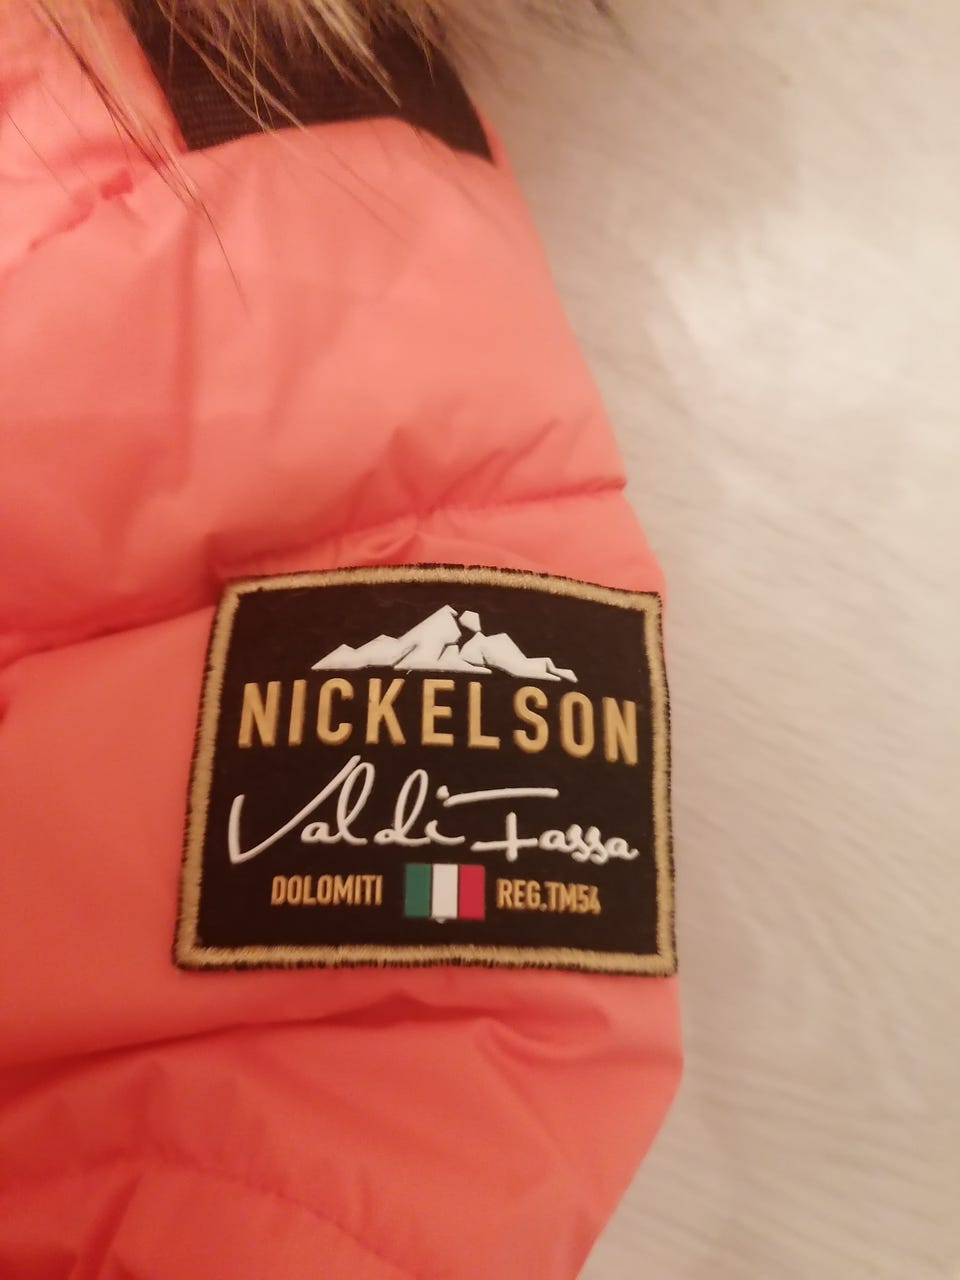 NICKELSON
Val di Fassa
DOLOMITI REG.TM54